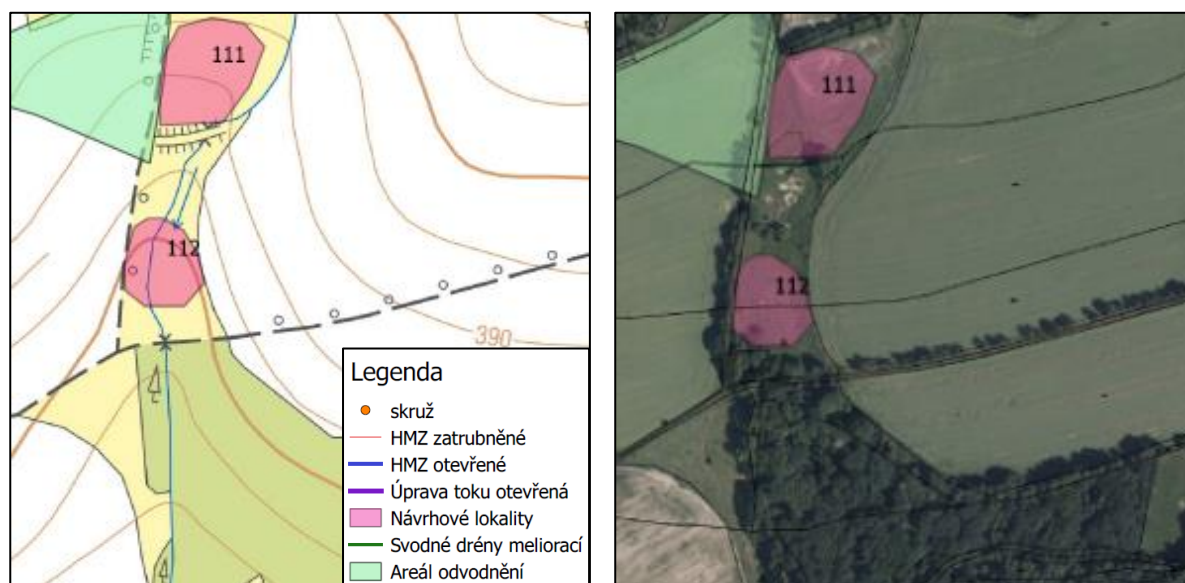 111
112
390
Legenda
skruž
HMZ zatrubněné
HMZ otevřené
Úprava toku otevřená
Návrhové lokality
Svodné drény meliorací
Areál odvodnění
111
112